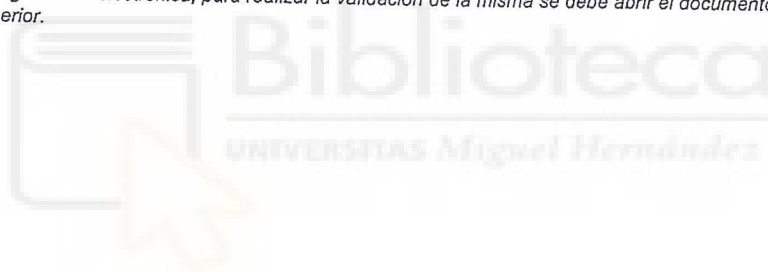 electrónica, para realizar la validación de la misma se debe abrir el documento
erior.
Biblioteca
UNIVERSITAS Miguel Hernández